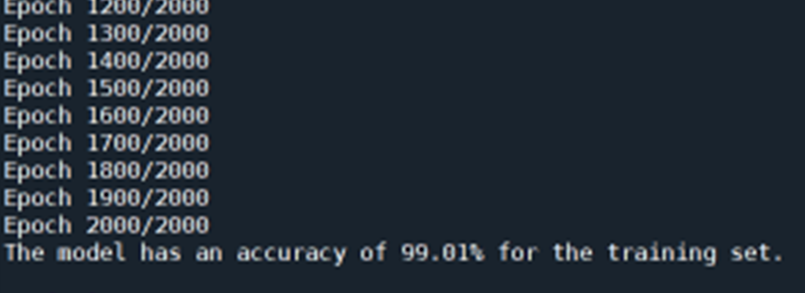 Epoch 1200/2000
Epoch 1300/2000
Epoch 1400/2000
Epoch 1500/2000
Epoch 1600/2000
Epoch 1700/2000
Epoch 1800/2000
Epoch 1900/2000
Epoch 2000/2000
The model has an accuracy of 99.01% for the training set.